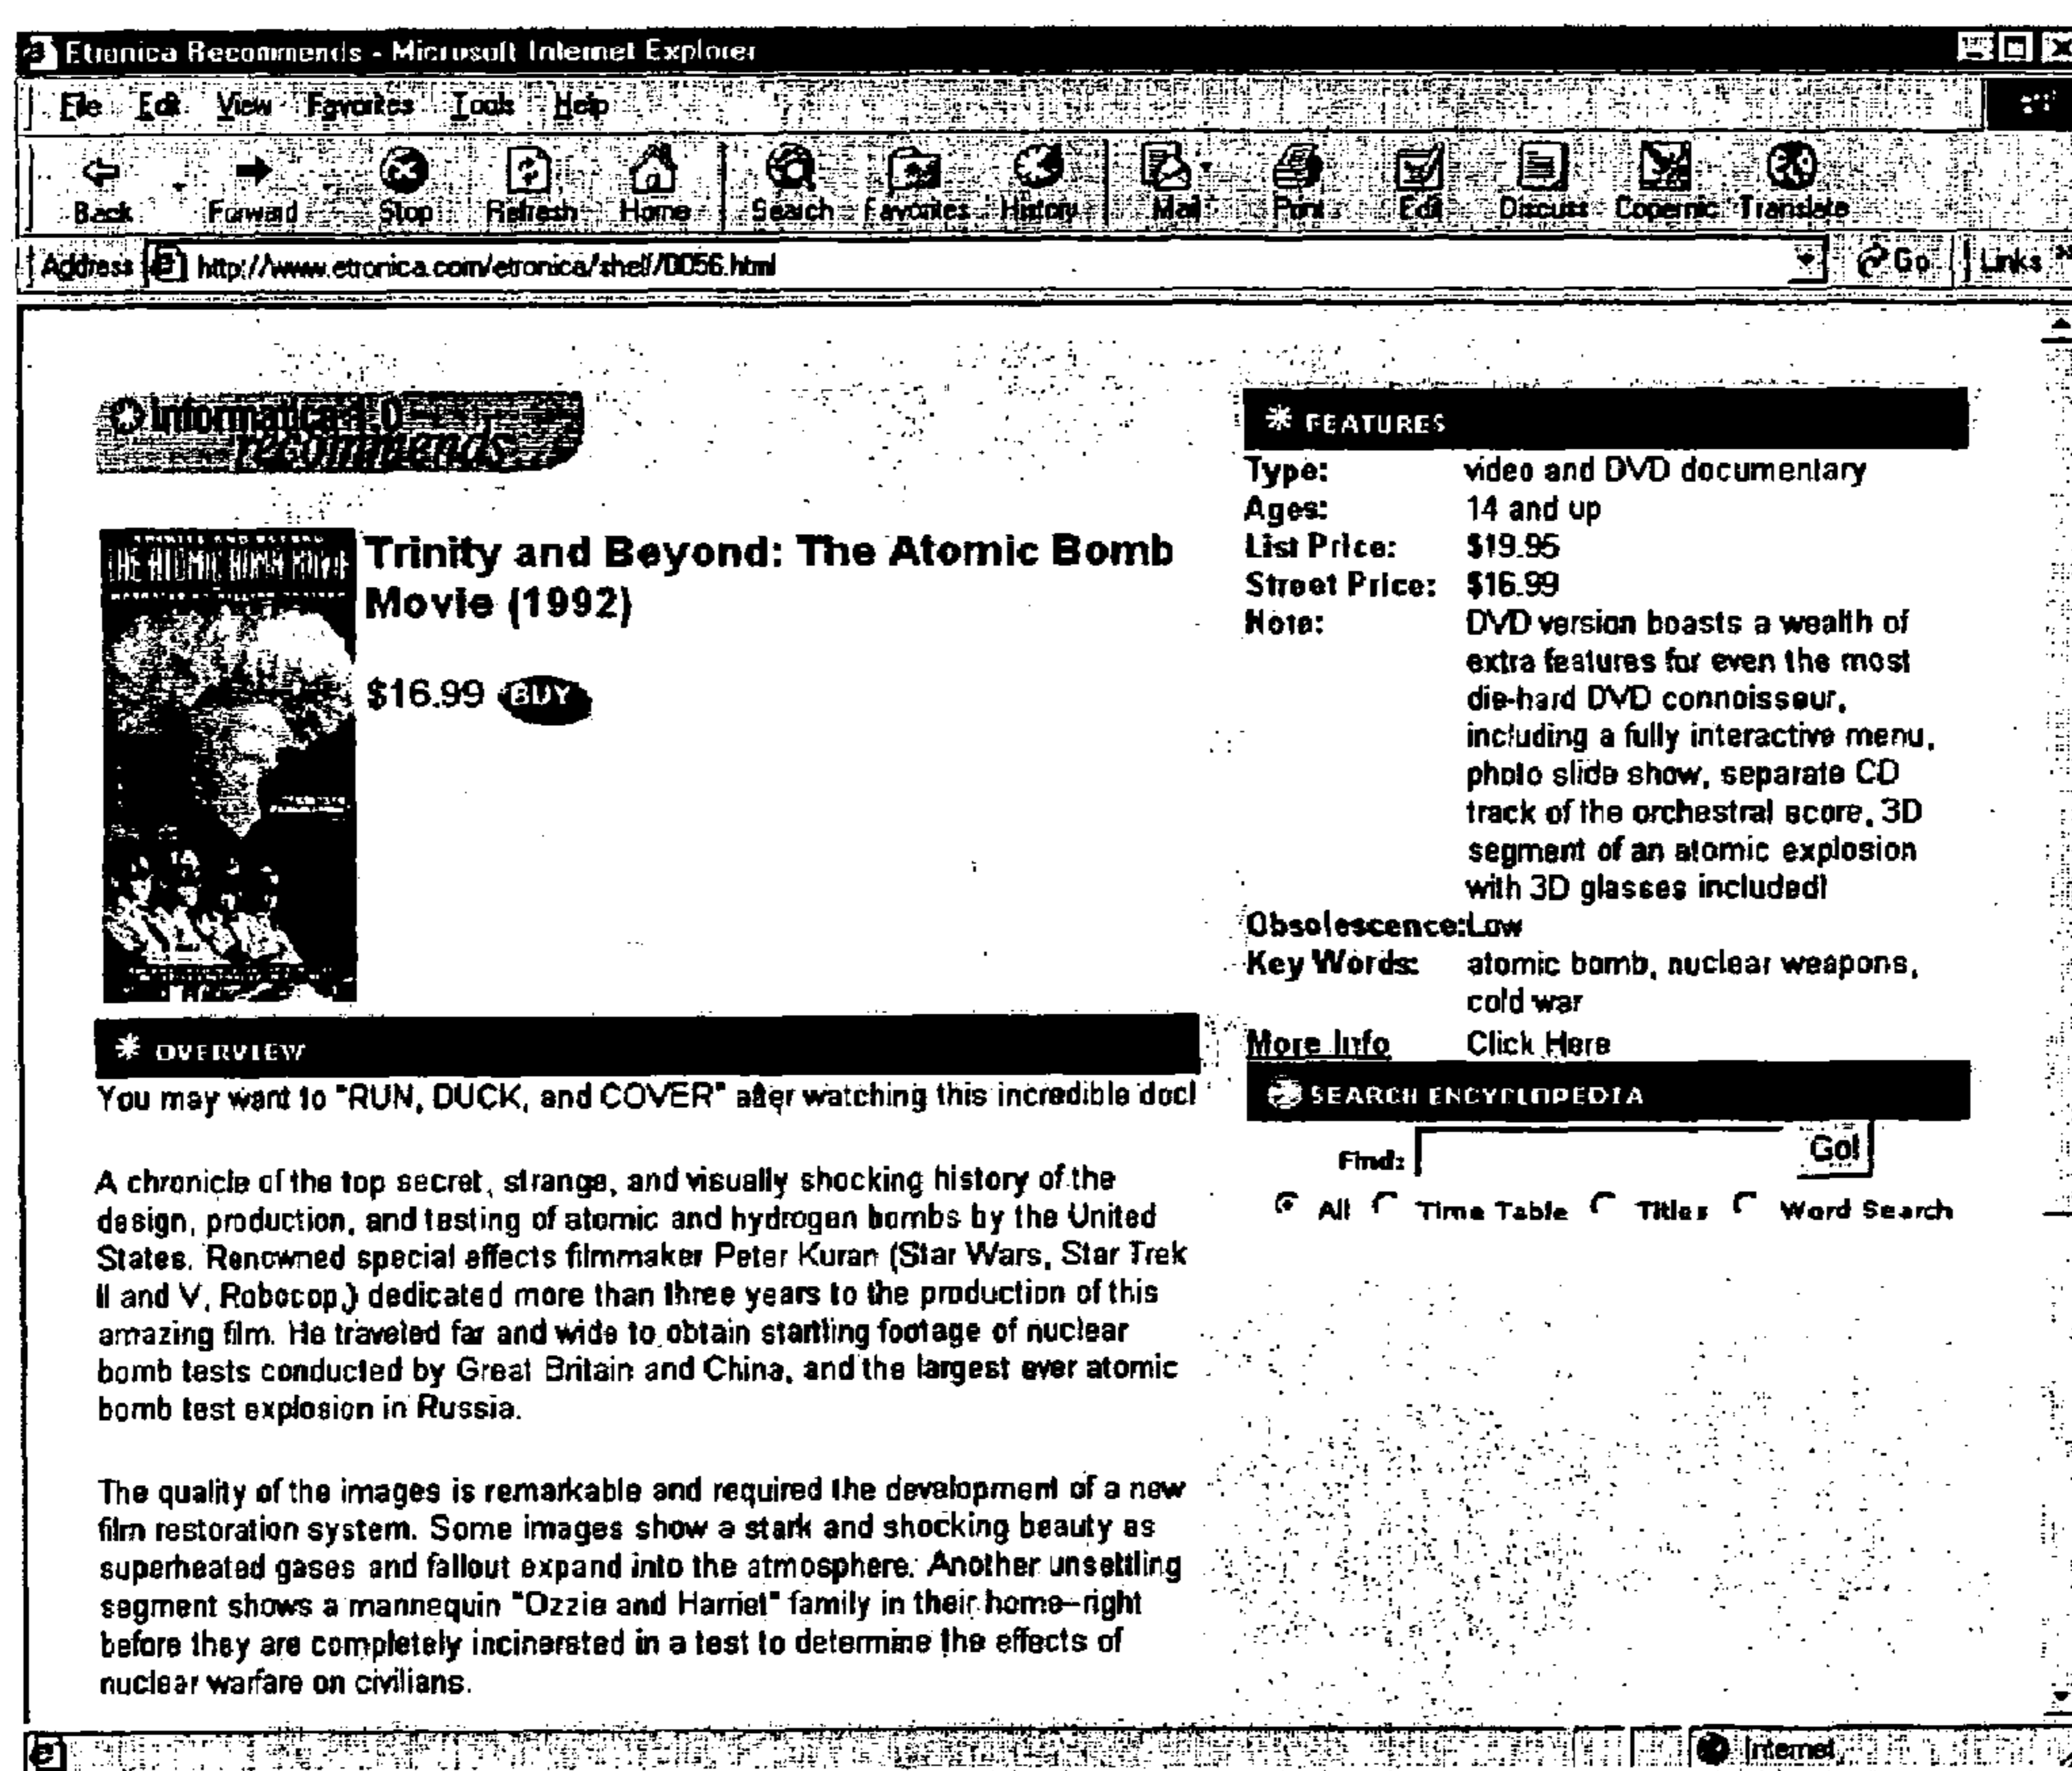 Etronica Recommends - Microsoft Internet Explorer
File Edit View Favorites Tools Help
Back Forward Stop Refresh Home Search Favorites History Mail Print Edit Discuss Copernic Translate
Address http://www.etronica.com/etronica/shelf/0056.html Go Links »
Informatica 1.0
recommends
THE ATOMIC BOMB MOVIE
Trinity and Beyond: The Atomic Bomb
Movie (1992)
$16.99 BUY
* OVERVIEW
You may want to "RUN, DUCK, and COVER" after watching this incredible doc!
A chronicle of the top secret, strange, and visually shocking history of the
design, production, and testing of atomic and hydrogen bombs by the United
States. Renowned special effects filmmaker Peter Kuran (Star Wars, Star Trek
II and V, Robocop,) dedicated more than three years to the production of this
amazing film. He traveled far and wide to obtain startling footage of nuclear
bomb tests conducted by Great Britain and China, and the largest ever atomic
bomb test explosion in Russia.
The quality of the images is remarkable and required the development of a new
film restoration system. Some images show a stark and shocking beauty as
superheated gases and fallout expand into the atmosphere. Another unsettling
segment shows a mannequin "Ozzie and Harriet" family in their home--right
before they are completely incinerated in a test to determine the effects of
nuclear warfare on civilians.
* FEATURES
Type: video and DVD documentary
Ages: 14 and up
List Price: $19.95
Street Price: $16.99
Note: DVD version boasts a wealth of
extra features for even the most
die-hard DVD connoisseur,
including a fully interactive menu,
photo slide show, separate CD
track of the orchestral score, 3D
segment of an atomic explosion
with 3D glasses included!
Obsolescence: Low
Key Words: atomic bomb, nuclear weapons,
cold war
More Info Click Here
SEARCH ENCYCLOPEDIA
Find: Go!
All Time Table Titles Word Search
Internet